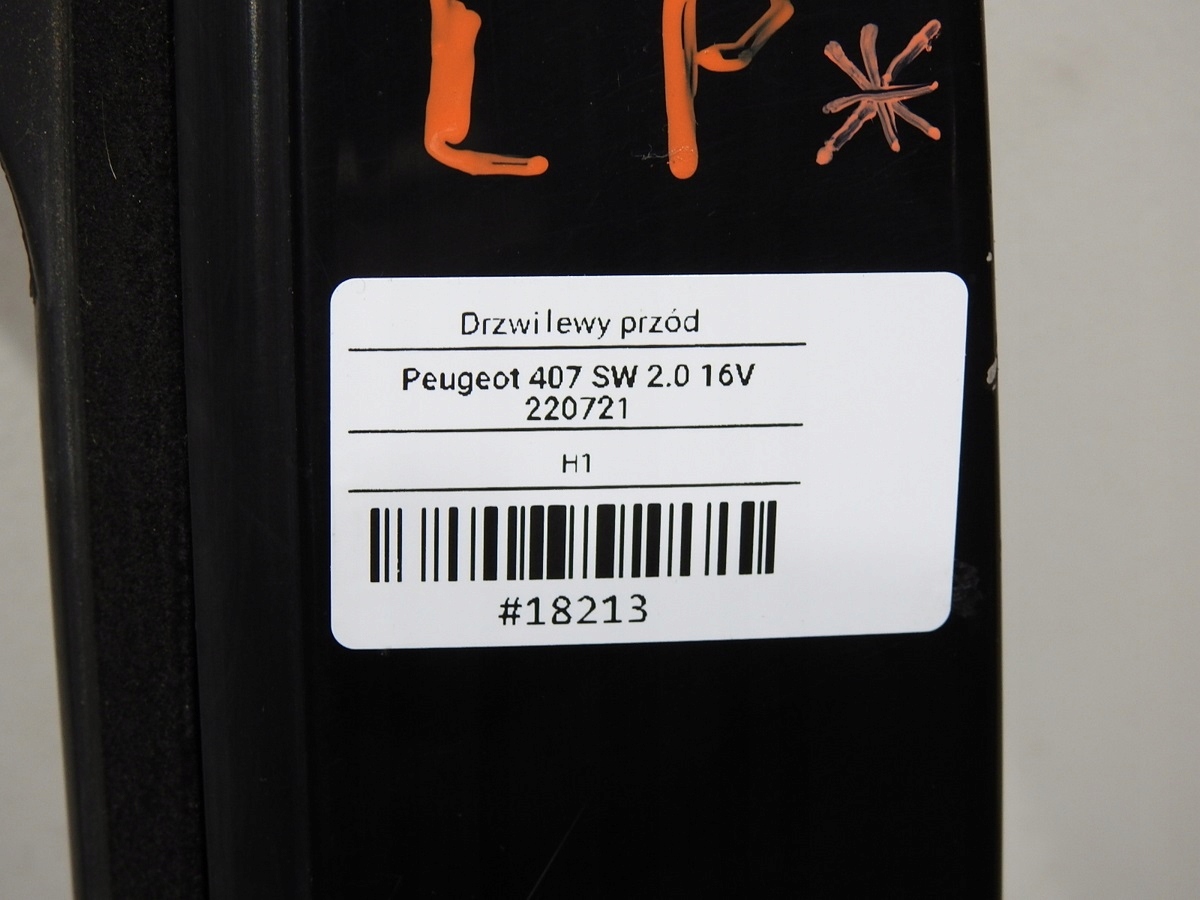 LP*
Drzwi lewy przód
Peugeot 407 SW 2.0 16V
220721
H1
#18213